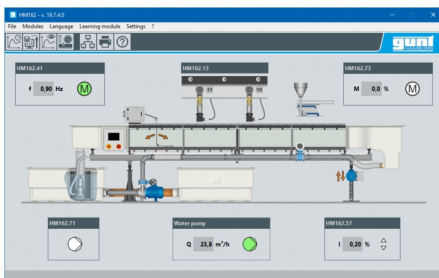 HM162 - v. 19.7.4.0
File Modules Language Learning module Settings ?
gunt
HM162.41
f 0,90 Hz M
HM162.13
11 12
HM162.73
M 0,0 % M
HM162.71
Water pump
Q 23,8 m³/h
HM162.57
I 0,20 %